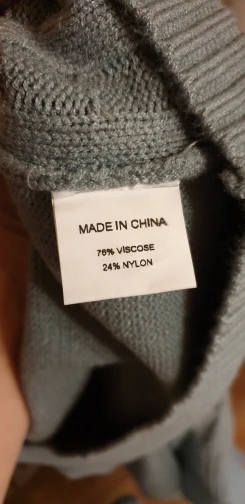 MADE IN CHINA
76% VISCOSE
24% NYLON